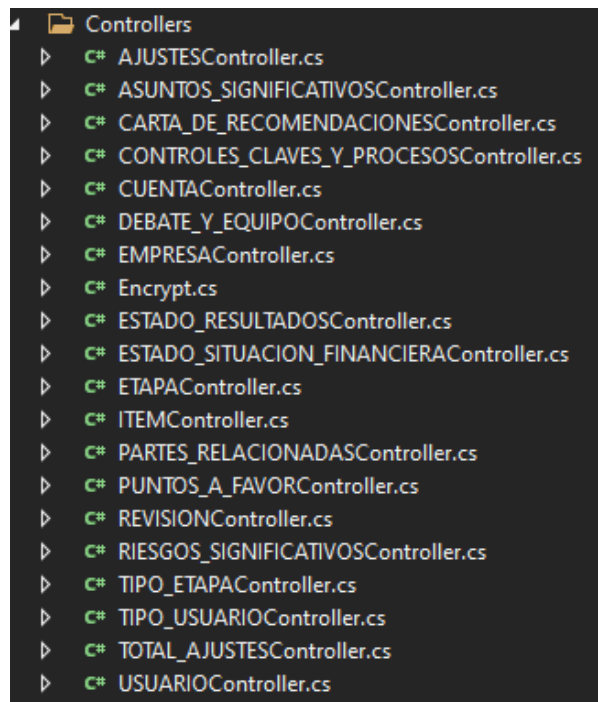 Controllers
C# AJUSTESController.cs
C# ASUNTOS_SIGNIFICATIVOSController.cs
C# CARTA_DE_RECOMENDACIONESController.cs
C# CONTROLES_CLAVES_Y_PROCESOSController.cs
C# CUENTAController.cs
C# DEBATE_Y_EQUIPOController.cs
C# EMPRESAController.cs
C# Encrypt.cs
C# ESTADO_RESULTADOSController.cs
C# ESTADO_SITUACION_FINANCIERAController.cs
C# ETAPAController.cs
C# ITEMController.cs
C# PARTES_RELACIONADASController.cs
C# PUNTOS_A_FAVORController.cs
C# REVISIONController.cs
C# RIESGOS_SIGNIFICATIVOSController.cs
C# TIPO_ETAPAController.cs
C# TIPO_USUARIOController.cs
C# TOTAL_AJUSTESController.cs
C# USUARIOController.cs